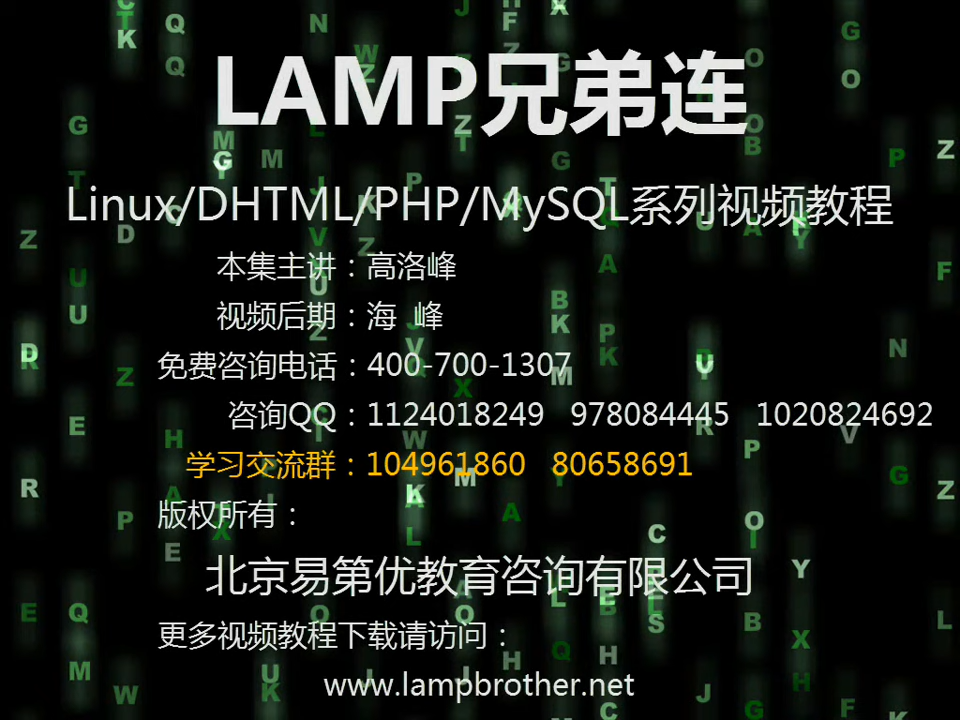 LAMP兄弟连
Linux/DHTML/PHP/MySQL系列视频教程
本集主讲：高洛峰
视频后期：海 峰
免费咨询电话：400-700-1307
咨询QQ：1124018249 978084445 1020824692
学习交流群：104961860 80658691
版权所有：
北京易第优教育咨询有限公司
更多视频教程下载请访问：
www.lampbrother.net